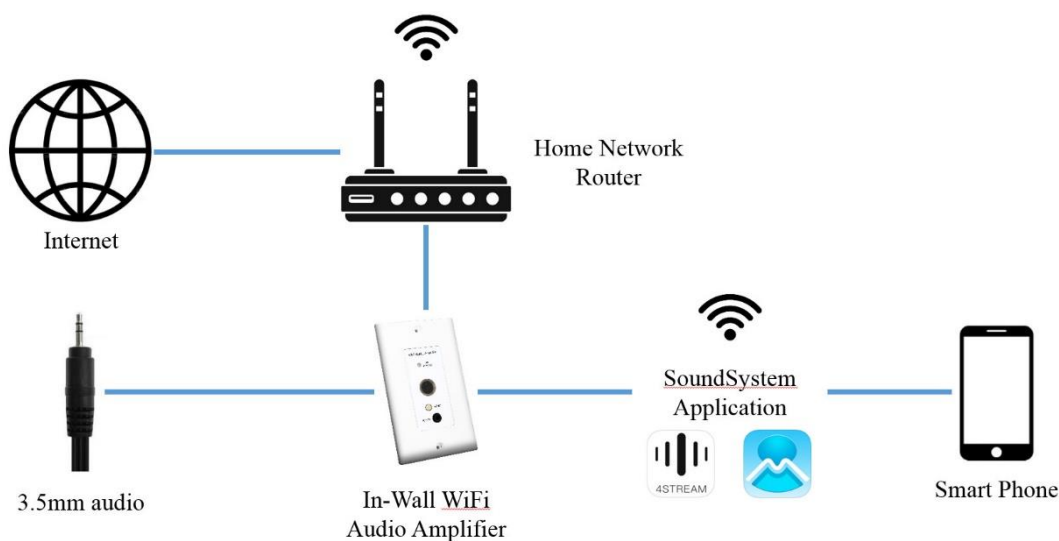 Home Network
Router
Internet
SoundSystem
Application
4STREAM
3.5mm audio
In-Wall WiFi
Audio Amplifier
Smart Phone